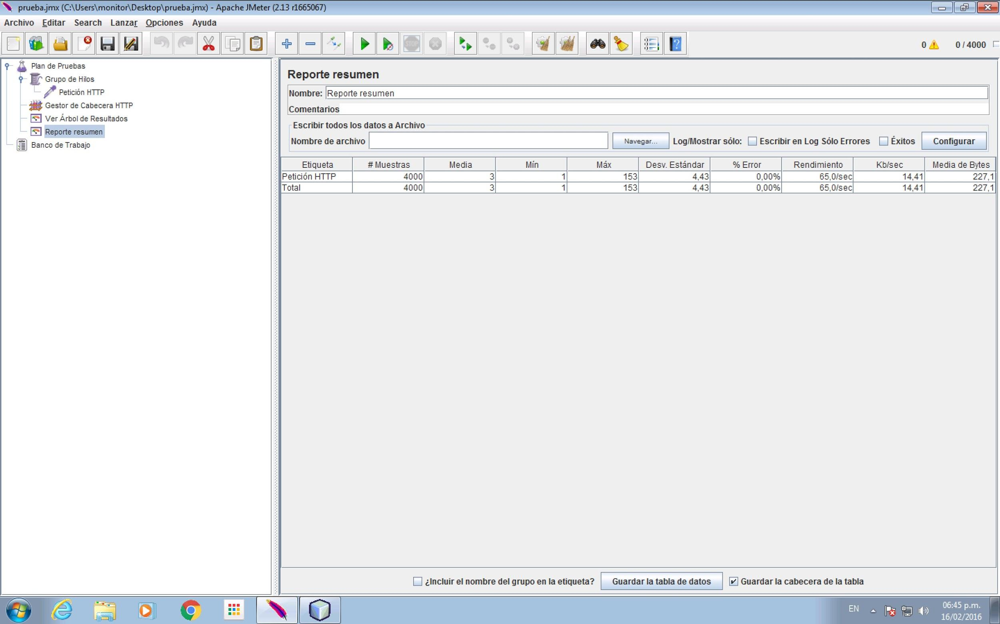 prueba.jmx (C:\Users\monitor\Desktop\prueba.jmx) - Apache JMeter (2.13 r1665067)
Archivo Editar Search Lanzar Opciones Ayuda
STOP
0 0 / 4000
Plan de Pruebas
Grupo de Hilos
Petición HTTP
Gestor de Cabecera HTTP
Ver Árbol de Resultados
Reporte resumen
Banco de Trabajo
Reporte resumen
Nombre: Reporte resumen
Comentarios
Escribir todos los datos a Archivo
Nombre de archivo Navegar... Log/Mostrar sólo: Escribir en Log Sólo Errores Éxitos Configurar
Etiqueta # Muestras Media Mín Máx Desv. Estándar % Error Rendimiento Kb/sec Media de Bytes
Petición HTTP 4000 3 1 153 4,43 0,00% 65,0/sec 14,41 227,1
Total 4000 3 1 153 4,43 0,00% 65,0/sec 14,41 227,1
¿Incluir el nombre del grupo en la etiqueta? Guardar la tabla de datos Guardar la cabecera de la tabla
EN
06:45 p.m.
16/02/2016